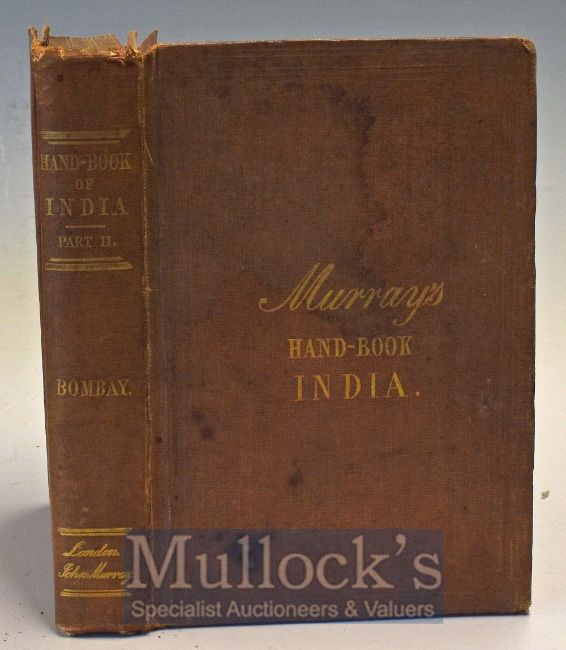 HAND-BOOK
OF
INDIA
PART II.
BOMBAY.
London.
John Murray.
Murray's
HAND-BOOK
INDIA.
Mullock's
Specialist Auctioneers & Valuers